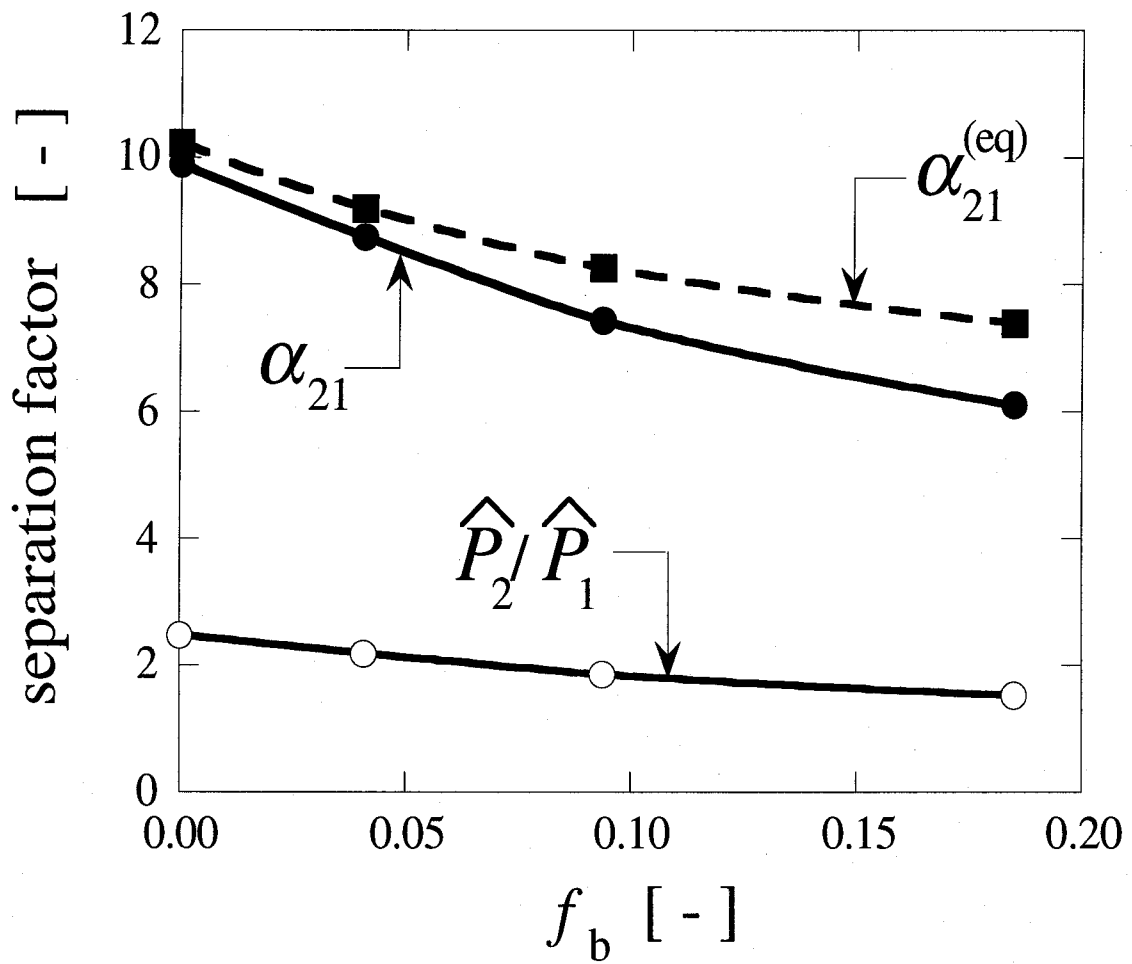 12
10
8
6
4
2
0
separation factor [ - ]
α₂₁^(eq)
α₂₁
P̂₂/ P̂₁
0.00 0.05 0.10 0.15 0.20
f_b [ - ]